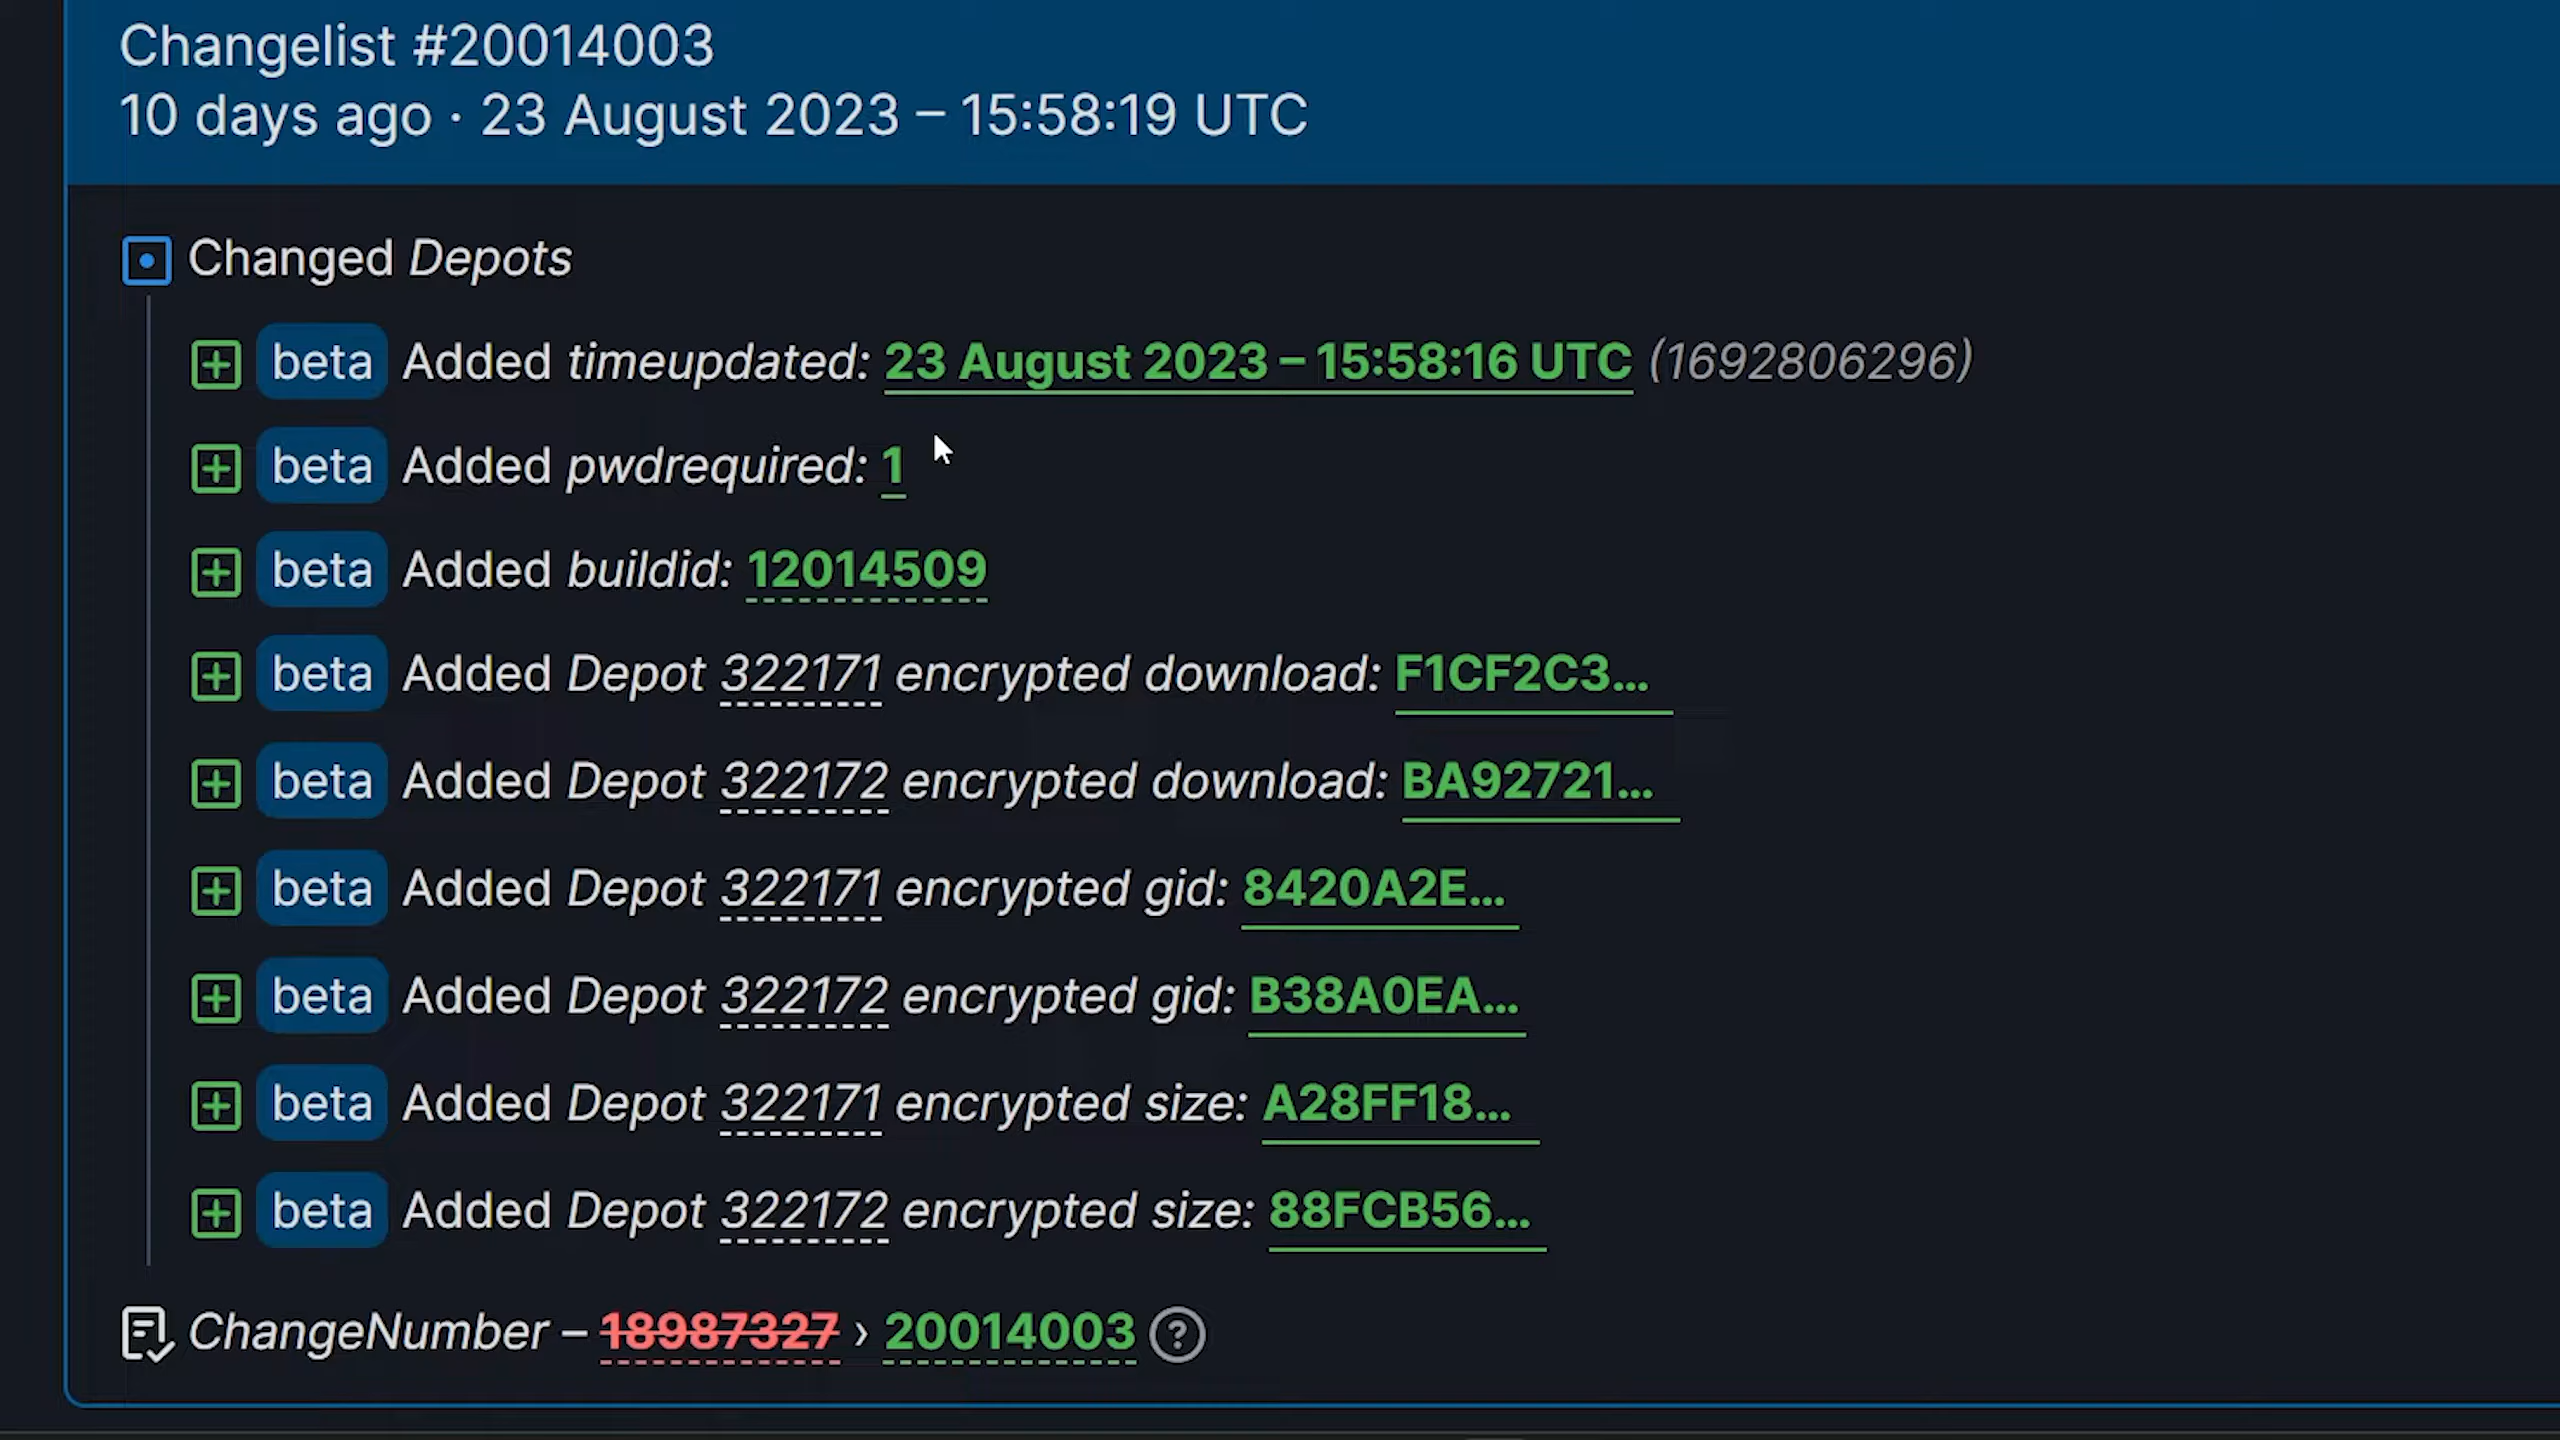 Changelist #20014003
10 days ago · 23 August 2023 – 15:58:19 UTC
Changed Depots
beta Added timeupdated: 23 August 2023 – 15:58:16 UTC (1692806296)
beta Added pwdrequired: 1
beta Added buildid: 12014509
beta Added Depot 322171 encrypted download: F1CF2C3...
beta Added Depot 322172 encrypted download: BA92721...
beta Added Depot 322171 encrypted gid: 8420A2E...
beta Added Depot 322172 encrypted gid: B38A0EA...
beta Added Depot 322171 encrypted size: A28FF18...
beta Added Depot 322172 encrypted size: 88FCB56...
ChangeNumber – 18987327 › 20014003 ?